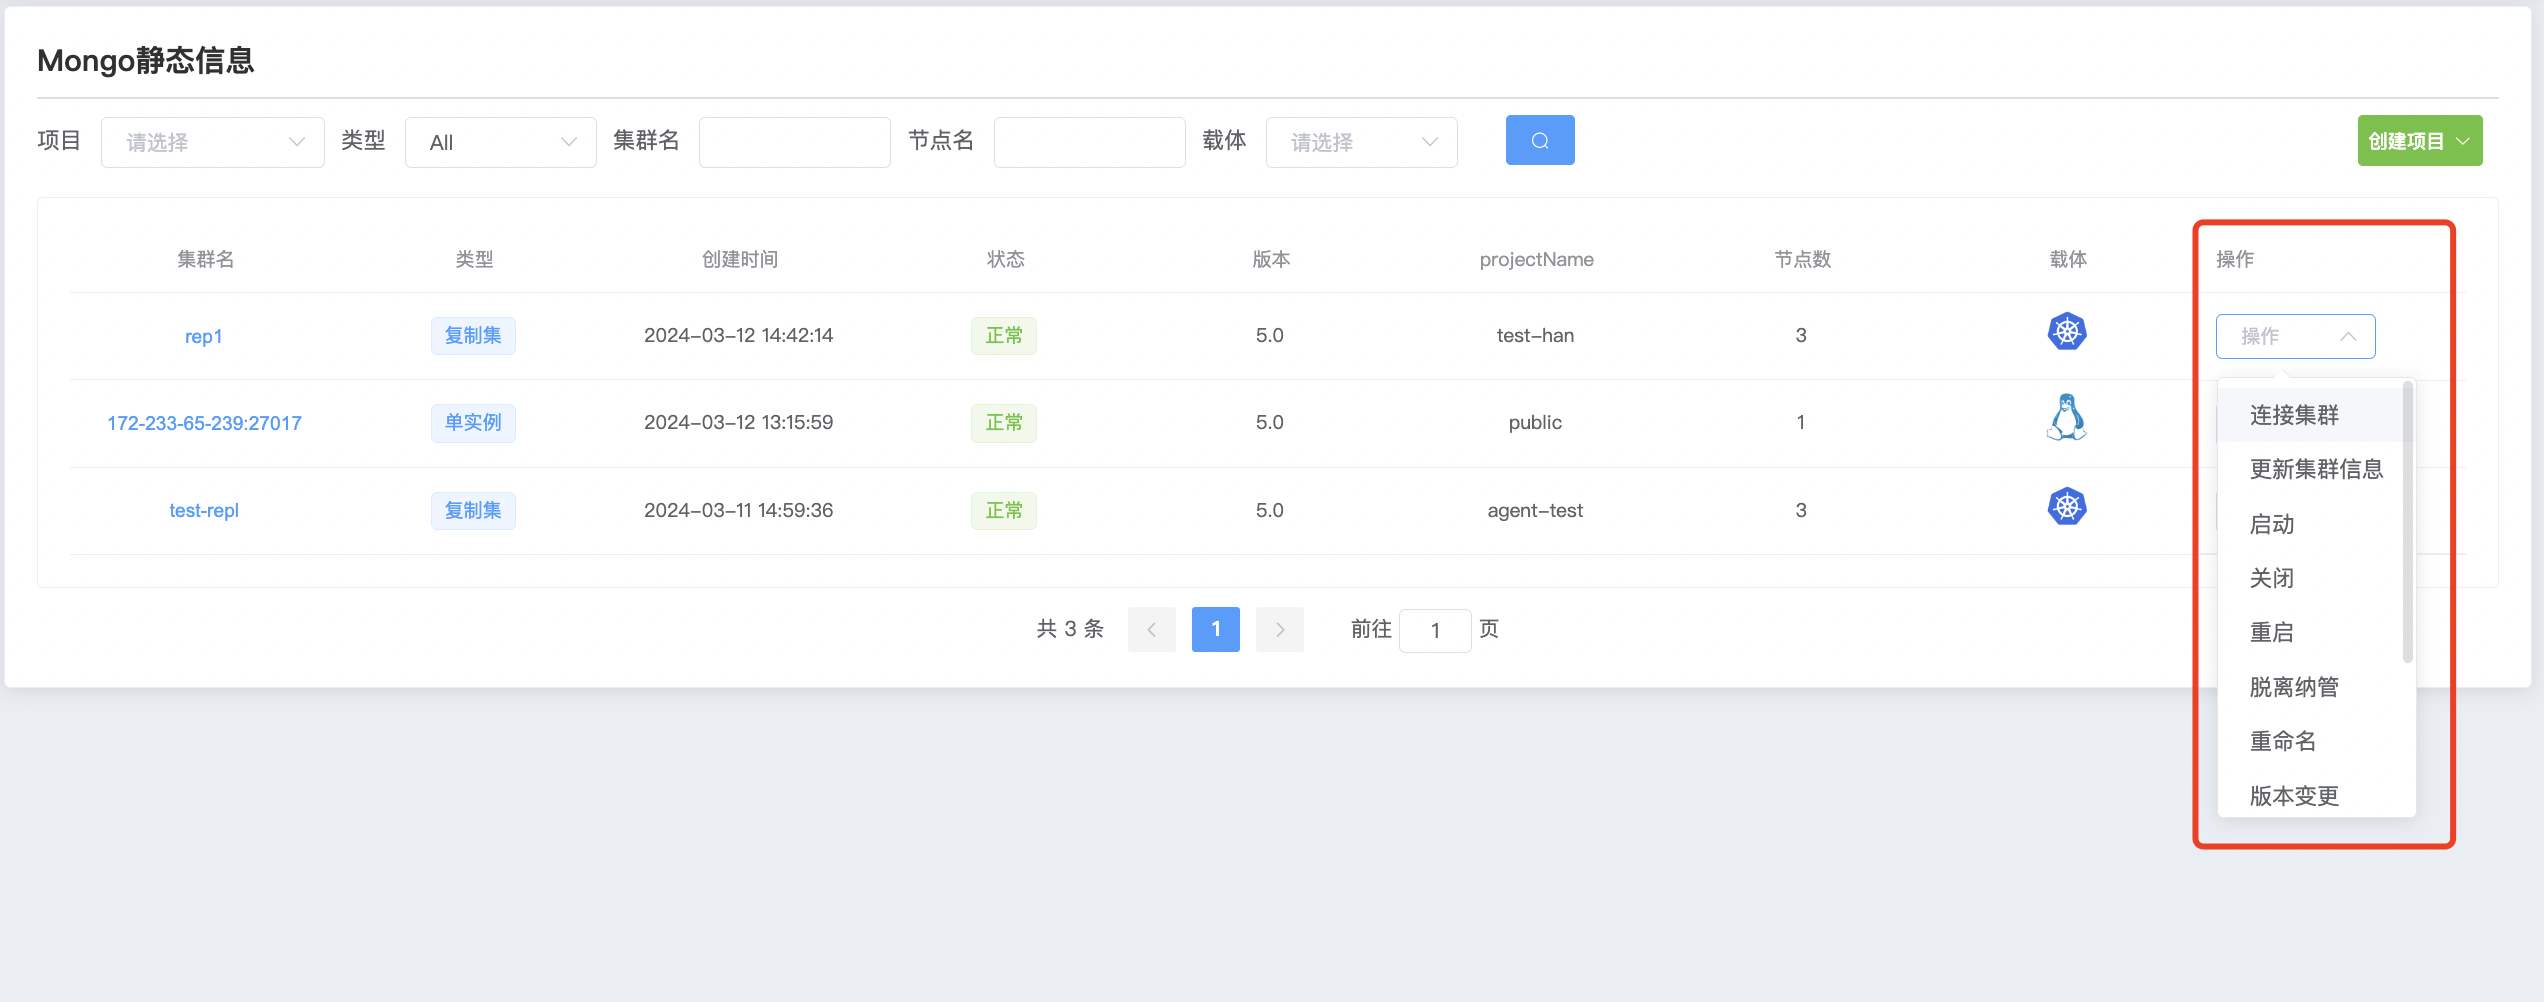 Mongo静态信息
项目 请选择 类型 All 集群名 节点名 载体 请选择 创建项目
集群名 类型 创建时间 状态 版本 projectName 节点数 载体 操作
rep1 复制集 2024-03-12 14:42:14 正常 5.0 test-han 3 操作
172-233-65-239:27017 单实例 2024-03-12 13:15:59 正常 5.0 public 1
test-repl 复制集 2024-03-11 14:59:36 正常 5.0 agent-test 3
连接集群
更新集群信息
启动
关闭
重启
脱离纳管
重命名
版本变更
共 3 条 1 前往 1 页